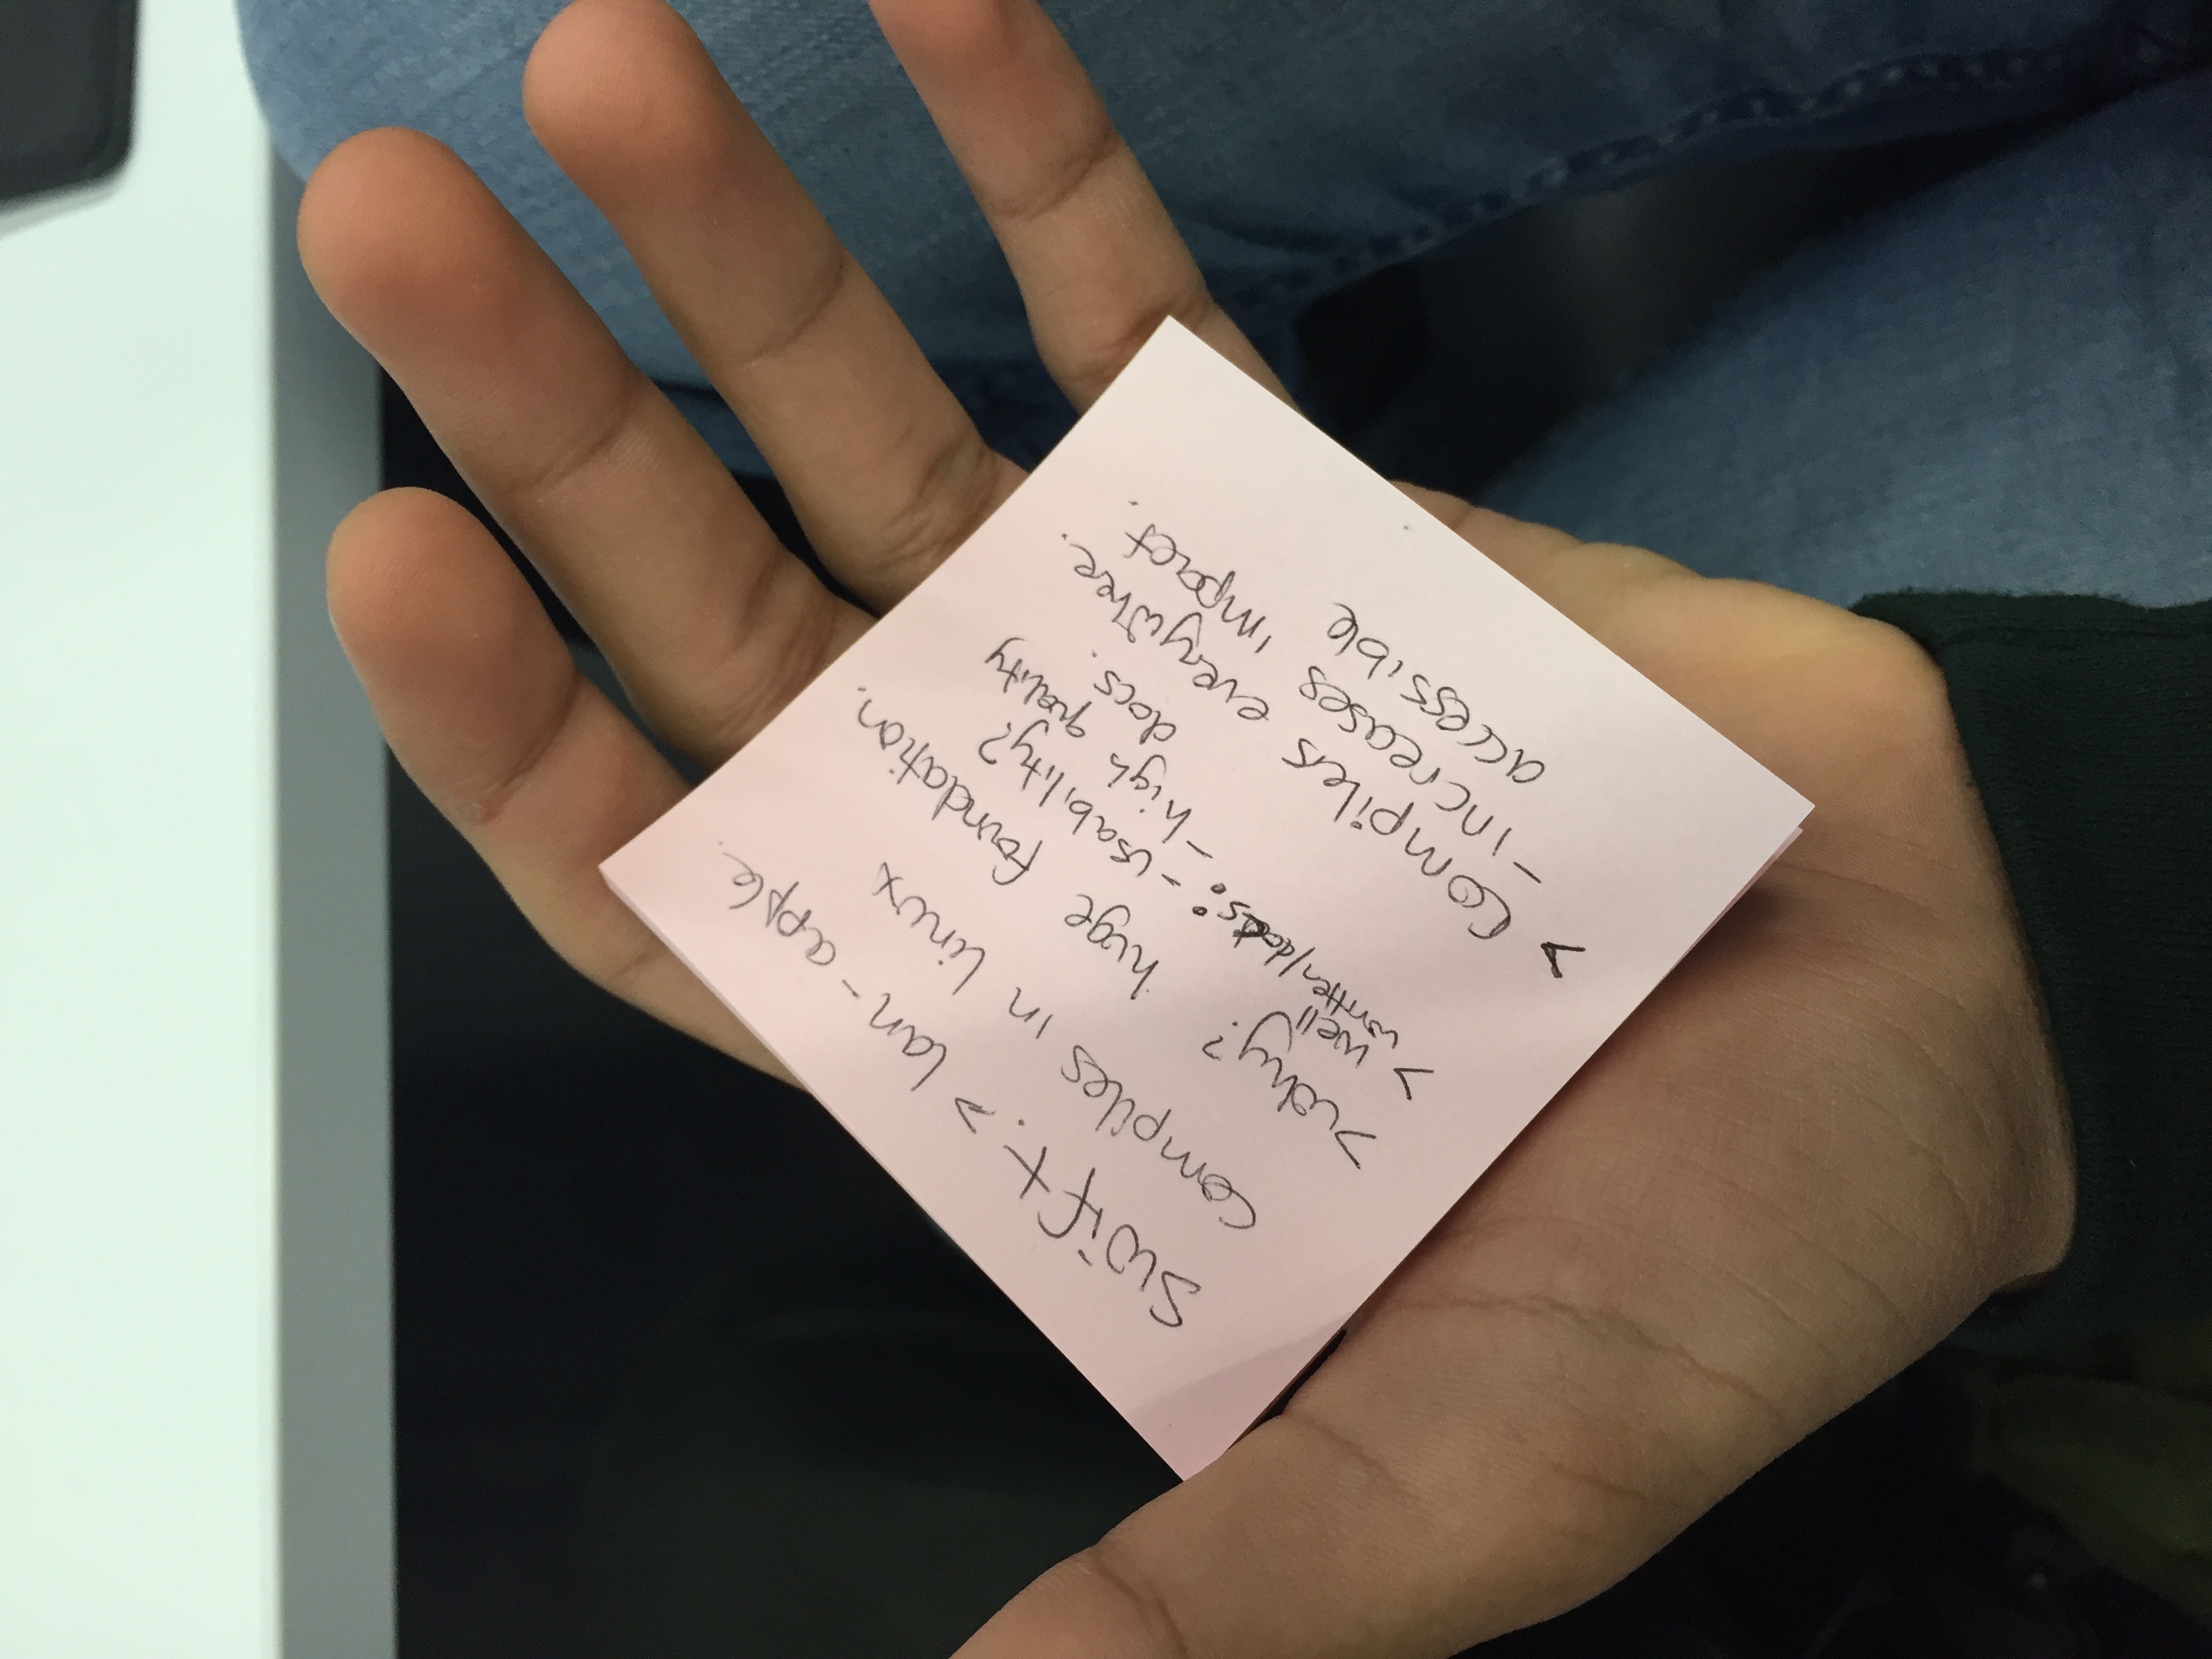 Swift.> lan - apple.
compiles in linux
> why? huge foundation.
> well written/docs: - usability?
- high quality
docs.
> compilers everywhere.
- increases impact.
accessible